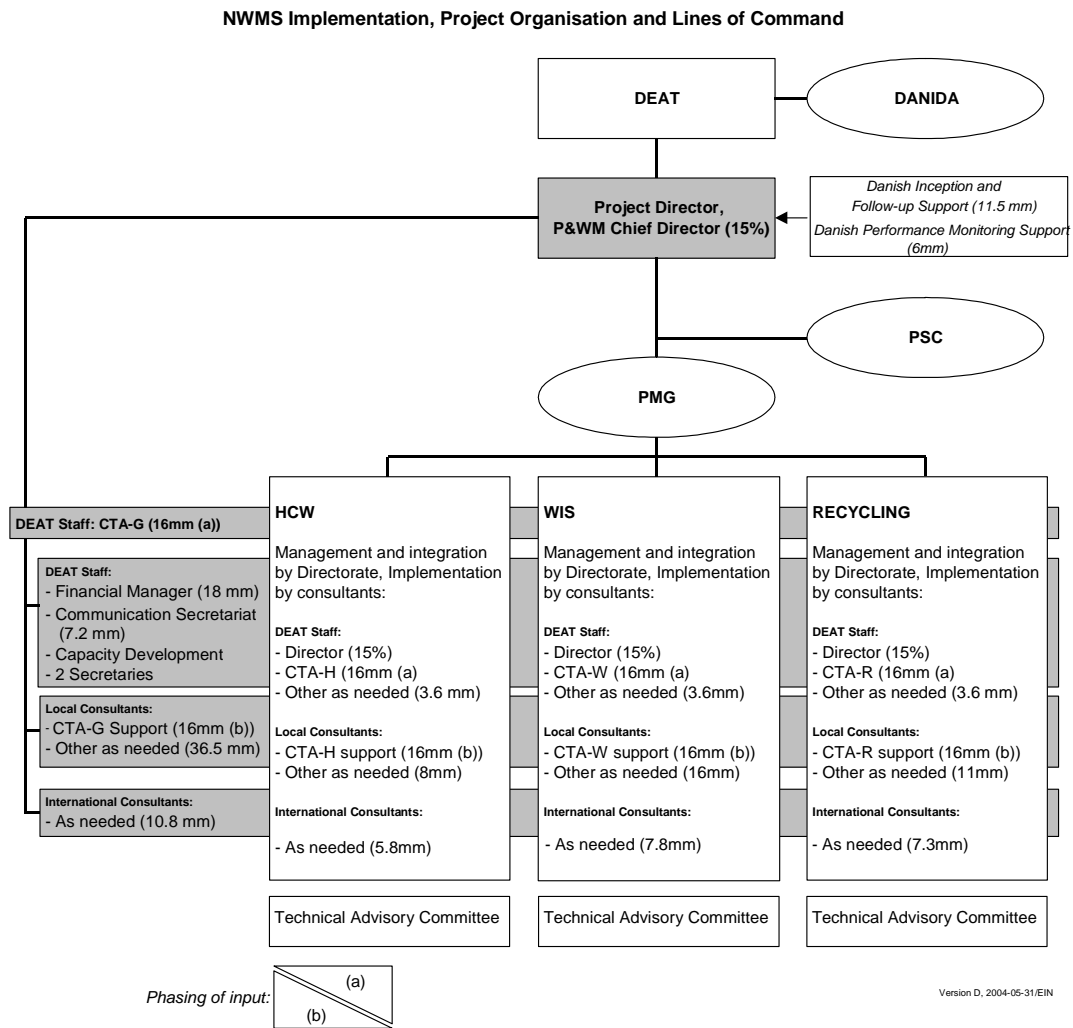 NWMS Implementation, Project Organisation and Lines of Command
DEAT
DANIDA
Project Director,
P&WM Chief Director (15%)
Danish Inception and
Follow-up Support (11.5 mm)
Danish Performance Monitoring Support
(6mm)
PSC
PMG
DEAT Staff: CTA-G (16mm (a))
DEAT Staff:
- Financial Manager (18 mm)
- Communication Secretariat
(7.2 mm)
- Capacity Development
- 2 Secretaries
Local Consultants:
- CTA-G Support (16mm (b))
- Other as needed (36.5 mm)
International Consultants:
- As needed (10.8 mm)
HCW
Management and integration
by Directorate, Implementation
by consultants:
DEAT Staff:
- Director (15%)
- CTA-H (16mm (a
- Other as needed (3.6 mm)
Local Consultants:
- CTA-H support (16mm (b))
- Other as needed (8mm)
International Consultants:
- As needed (5.8mm)
Technical Advisory Committee
WIS
Management and integration
by Directorate, Implementation
by consultants:
DEAT Staff:
- Director (15%)
- CTA-W (16mm (a
- Other as needed (3.6mm)
Local Consultants:
- CTA-W support (16mm (b))
- Other as needed (16mm)
International Consultants:
- As needed (7.8mm)
Technical Advisory Committee
RECYCLING
Management and integration
by Directorate, Implementation
by consultants:
DEAT Staff:
- Director (15%)
- CTA-R (16mm (a
- Other as needed (3.6 mm)
Local Consultants:
- CTA-R support (16mm (b))
- Other as needed (11mm)
International Consultants:
- As needed (7.3mm)
Technical Advisory Committee
Phasing of input:
(a)
(b)
Version D, 2004-05-31/EIN